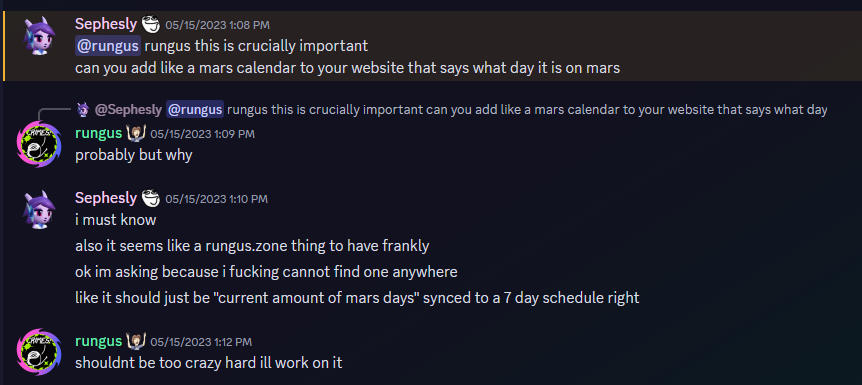 Sephesly 05/15/2023 1:08 PM
@rungus rungus this is crucially important
can you add like a mars calendar to your website that says what day it is on mars
@Sephesly @rungus rungus this is crucially important can you add like a mars calendar to your website that says what day
rungus 05/15/2023 1:09 PM
probably but why
Sephesly 05/15/2023 1:10 PM
i must know
also it seems like a rungus.zone thing to have frankly
ok im asking because i fucking cannot find one anywhere
like it should just be "current amount of mars days" synced to a 7 day schedule right
rungus 05/15/2023 1:12 PM
shouldnt be too crazy hard ill work on it